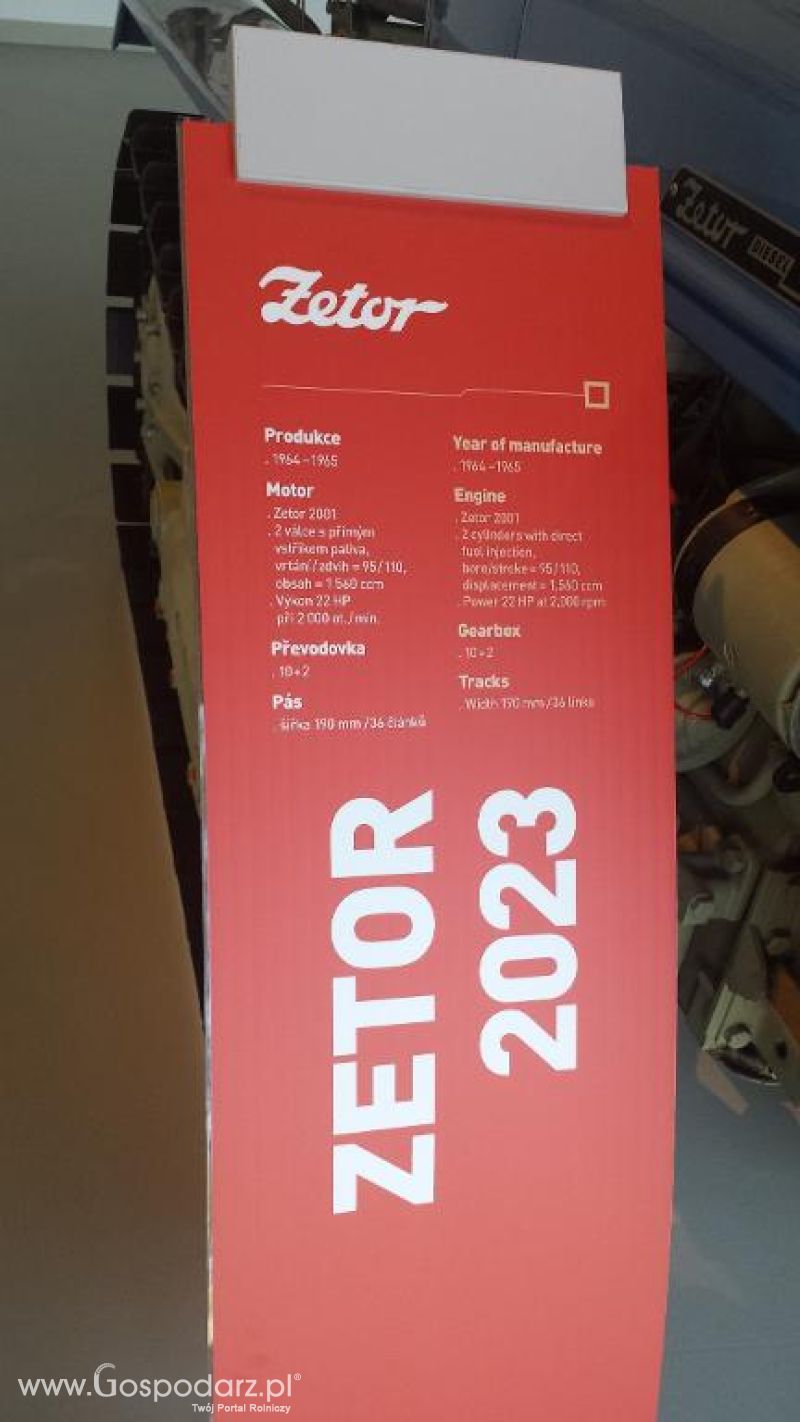 Zetor
Zetor DIESEL
Produkce
. 1964–1965
Motor
. Zetor 2001
. 2 válce s přímým
vstřikem paliva,
vrtání/zdvih = 95/110,
obsah = 1.560 ccm
. Výkon 22 HP
při 2 000 ot./min.
Převodovka
. 10+2
Pás
. šířka 190 mm /36 článků
Year of manufacture
. 1964–1965
Engine
. Zetor 2001
. 2 cylinders with direct
fuel injection,
bore/stroke = 95/110,
displacement = 1,560 ccm
. Power 22 HP at 2,000 rpm
Gearbox
. 10+2
Tracks
. Width 190 mm /36 links
ZETOR
2023
www.Gospodarz.pl®
Twój Portal Rolniczy